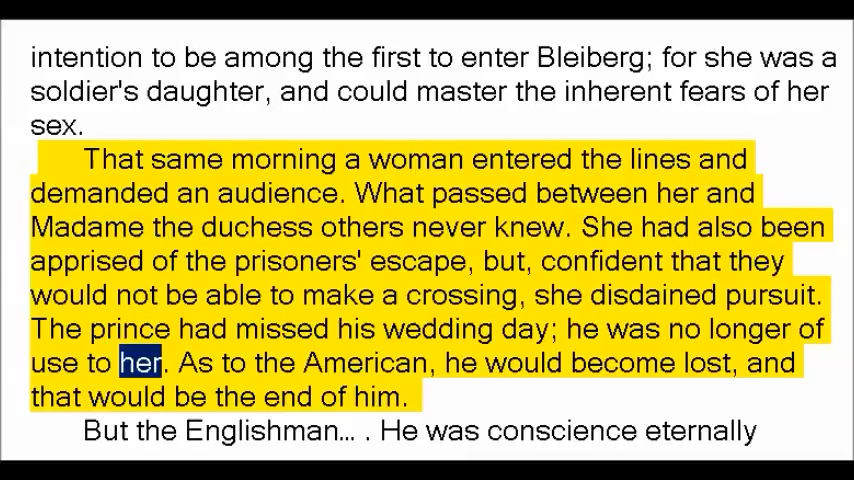 intention to be among the first to enter Bleiberg; for she was a
soldier's daughter, and could master the inherent fears of her
sex.
That same morning a woman entered the lines and
demanded an audience. What passed between her and
Madame the duchess others never knew. She had also been
apprised of the prisoners' escape, but, confident that they
would not be able to make a crossing, she disdained pursuit.
The prince had missed his wedding day; he was no longer of
use to her. As to the American, he would become lost, and
that would be the end of him.
But the Englishman... . He was conscience eternally